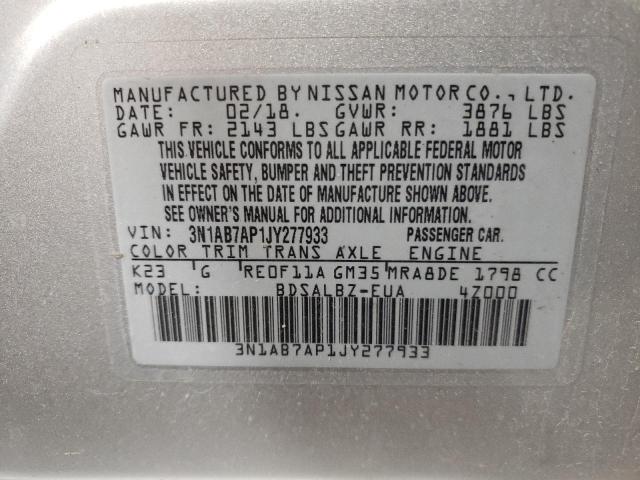 MANUFACTURED BY NISSAN MOTOR CO., LTD.
DATE: 02/18. GVWR: 3876 LBS
GAWR FR: 2143 LBS GAWR RR: 1881 LBS
THIS VEHICLE CONFORMS TO ALL APPLICABLE FEDERAL MOTOR
VEHICLE SAFETY, BUMPER AND THEFT PREVENTION STANDARDS
IN EFFECT ON THE DATE OF MANUFACTURE SHOWN ABOVE.
SEE OWNER'S MANUAL FOR ADDITIONAL INFORMATION.
VIN: 3N1AB7AP1JY277933 PASSENGER CAR.
COLOR TRIM TRANS AXLE ENGINE
K23 G RE0F11A GM35 MRA8DE 1798 CC
MODEL: BDSALBZ-EUA 4Z000
3N1AB7AP1JY277933